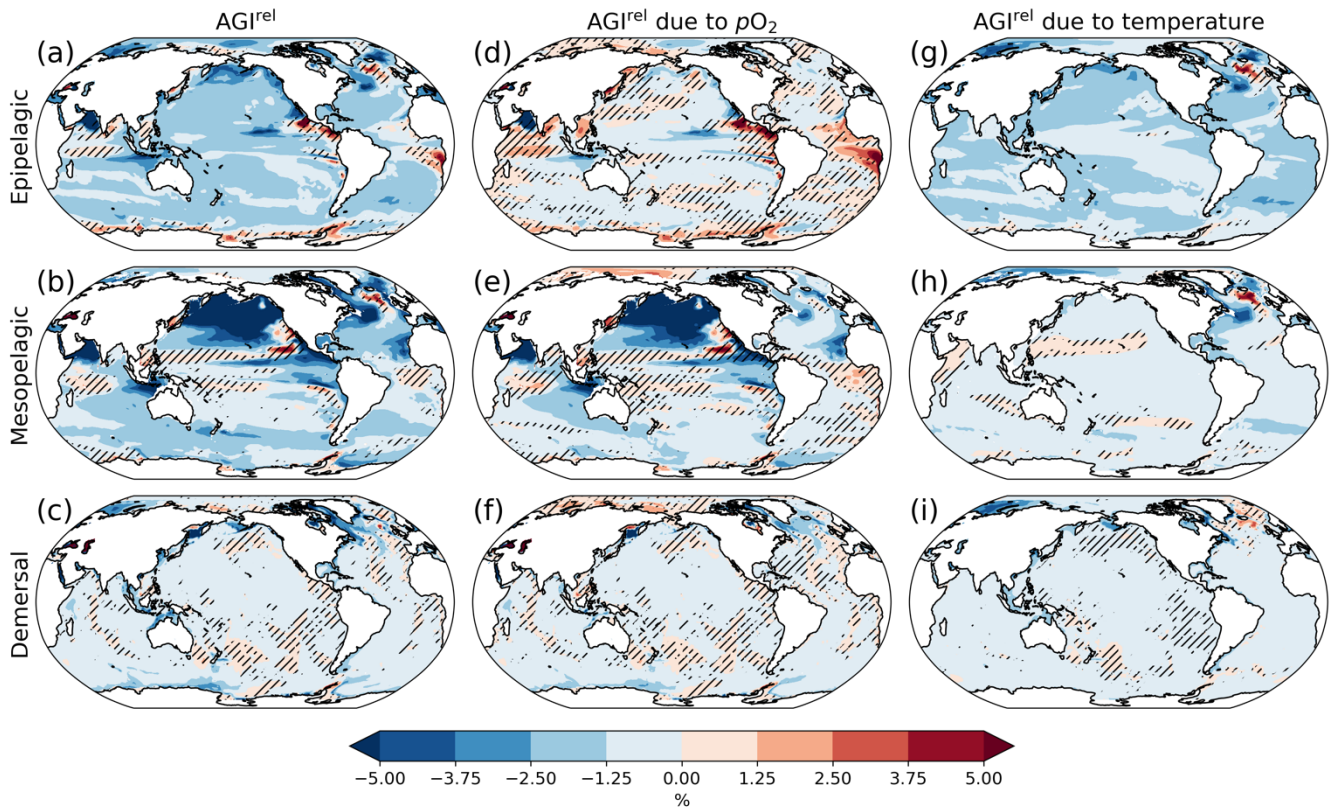 AGI^rel
AGI^rel due to pO₂
AGI^rel due to temperature
Epipelagic
(a)
(d)
(g)
Mesopelagic
(b)
(e)
(h)
Demersal
(c)
(f)
(i)
−5.00 −3.75 −2.50 −1.25 0.00 1.25 2.50 3.75 5.00
%